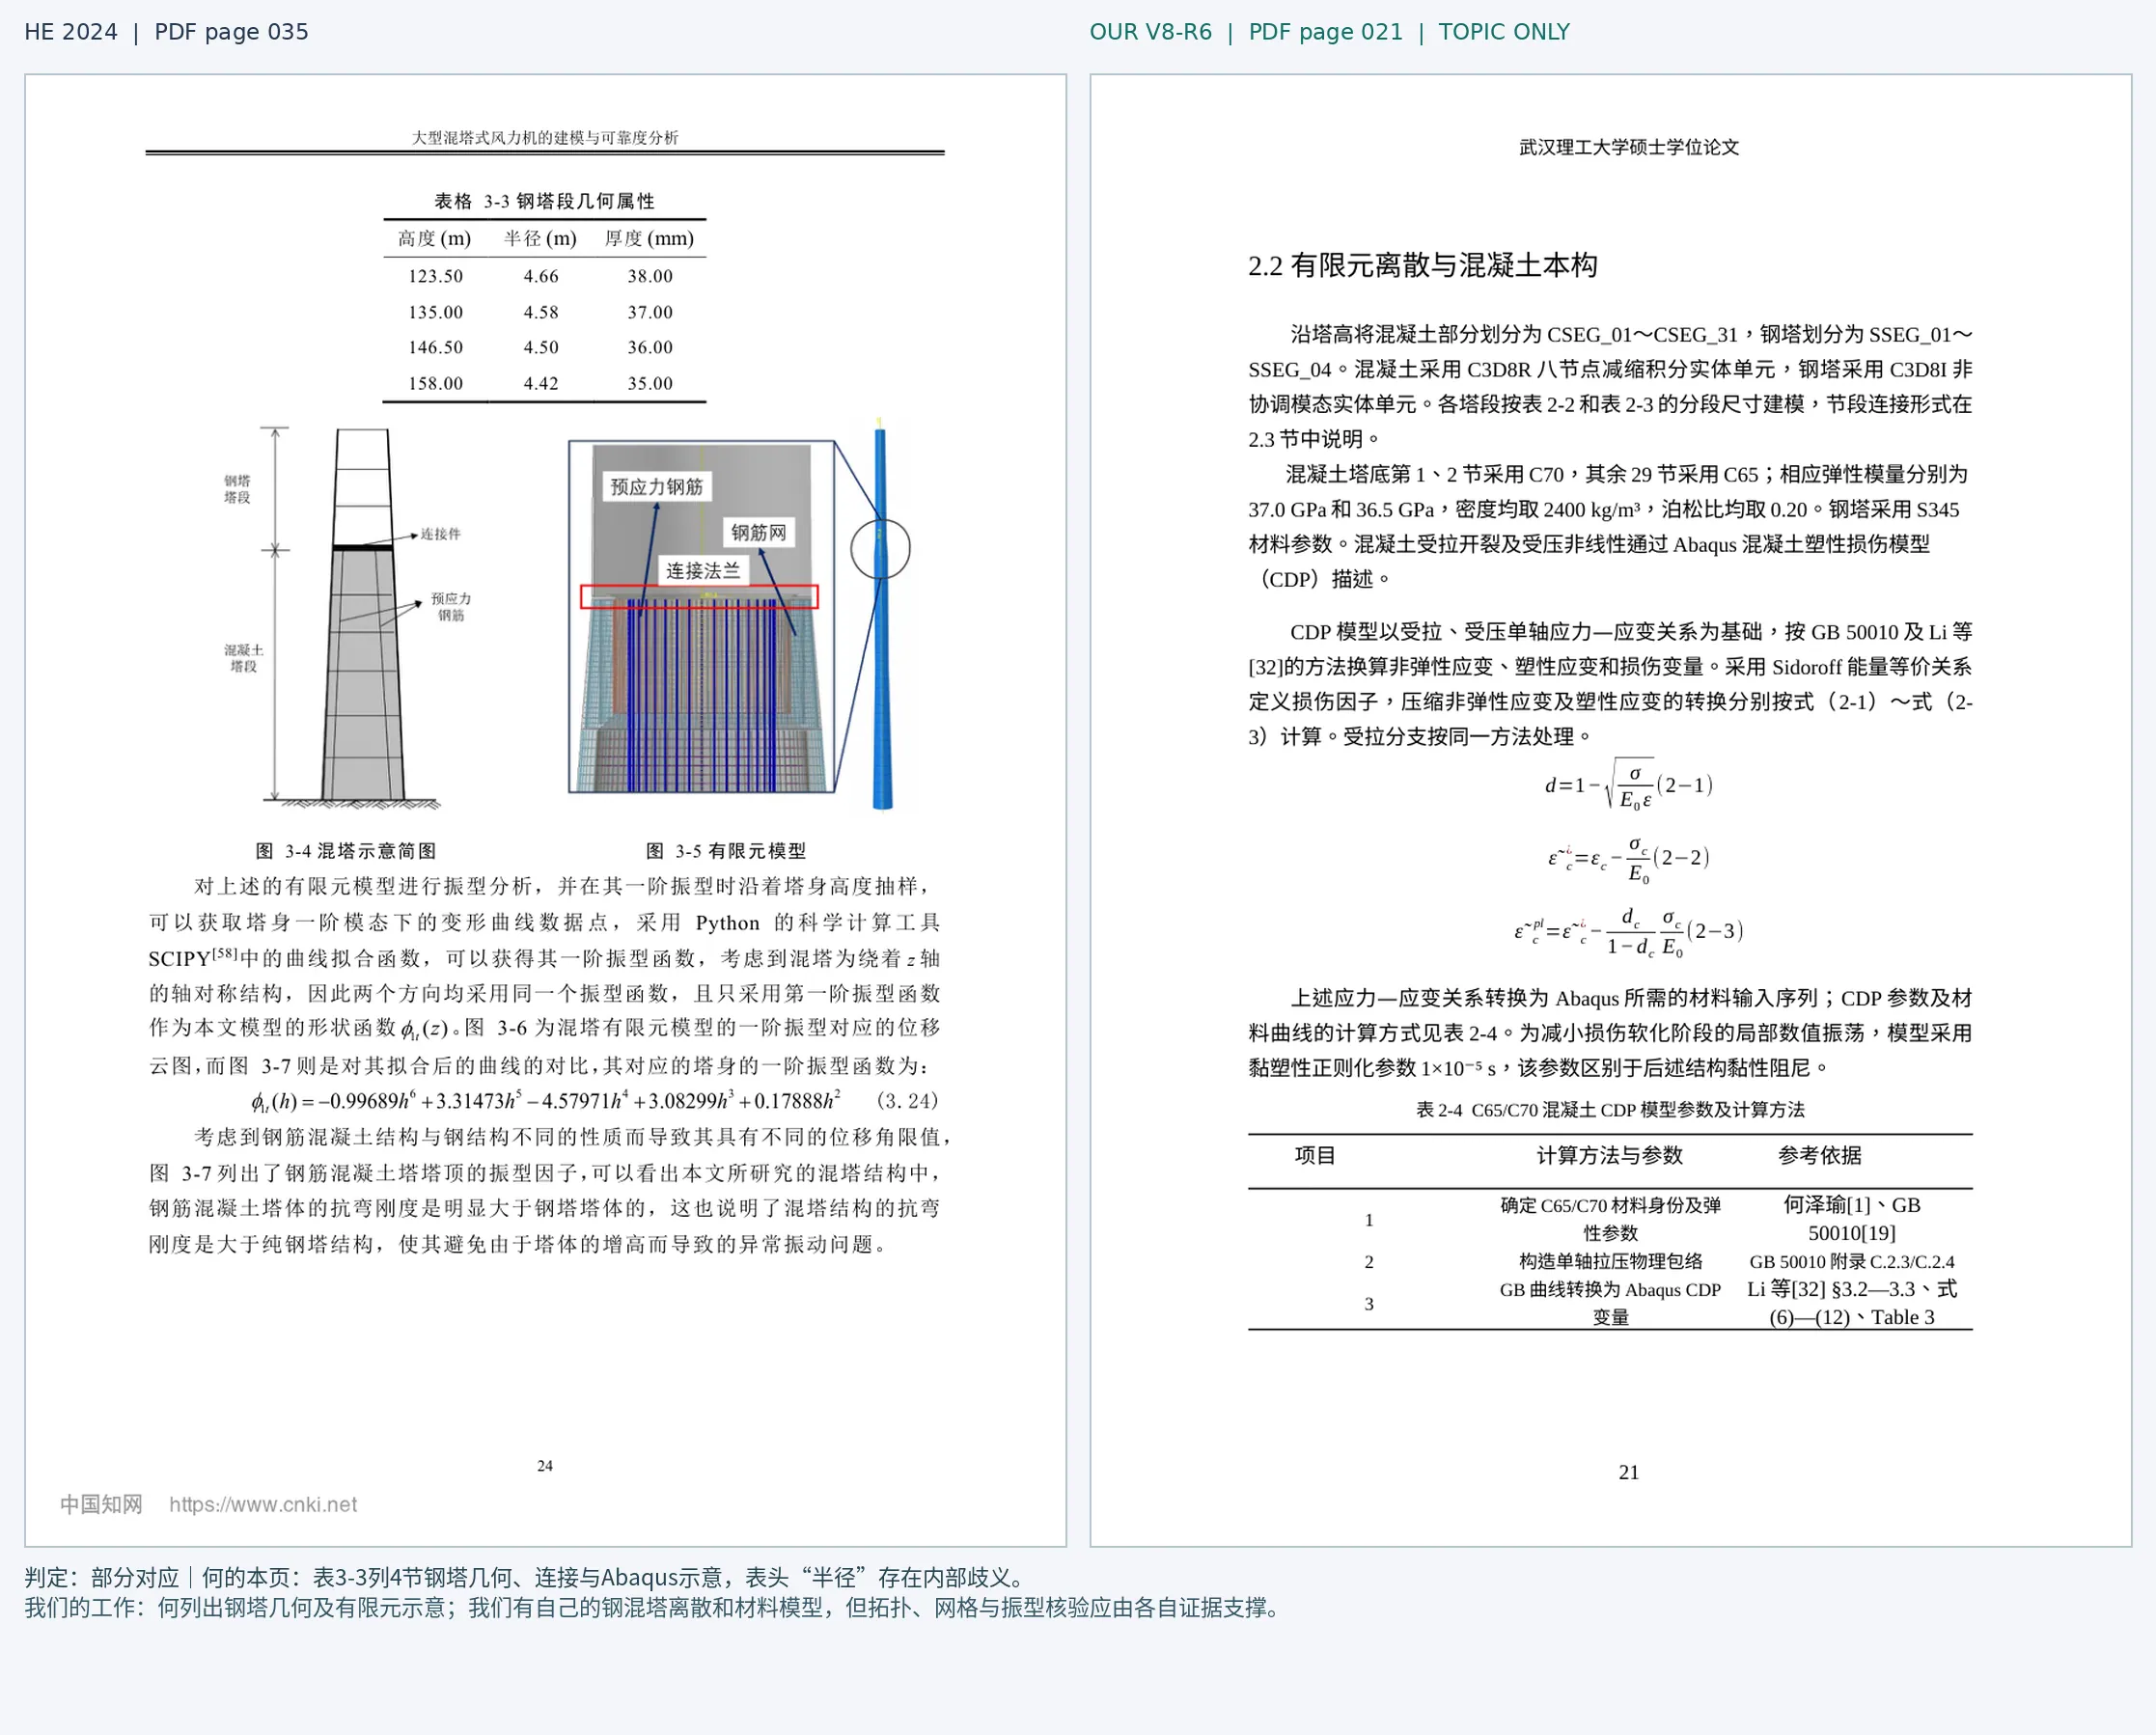 HE 2024 | PDF page 035
大型混塔式风力机的建模与可靠度分析
表格 3-3 钢塔段几何属性
高度 (m) 半径 (m) 厚度 (mm)
123.50 4.66 38.00
135.00 4.58 37.00
146.50 4.50 36.00
158.00 4.42 35.00
钢塔
塔段
连接件
预应力
钢筋
混凝土
塔段
预应力钢筋
钢筋网
连接法兰
图 3-4 混塔示意简图
图 3-5 有限元模型
对上述的有限元模型进行振型分析，并在其一阶振型时沿着塔身高度抽样，
可以获取塔身一阶模态下的变形曲线数据点，采用 Python 的科学计算工具
SCIPY[58]中的曲线拟合函数，可以获得其一阶振型函数，考虑到混塔为绕着 z 轴
的轴对称结构，因此两个方向均采用同一个振型函数，且只采用第一阶振型函数
作为本文模型的形状函数 ϕ₁ₜ(z)。图 3-6 为混塔有限元模型的一阶振型对应的位移
云图，而图 3-7 则是对其拟合后的曲线的对比，其对应的塔身的一阶振型函数为：
ϕ₁ₜ(h) = −0.99689h⁶ + 3.31473h⁵ − 4.57971h⁴ + 3.08299h³ + 0.17888h² （3. 24）
考虑到钢筋混凝土结构与钢结构不同的性质而导致其具有不同的位移角限值，
图 3-7 列出了钢筋混凝土塔塔顶的振型因子，可以看出本文所研究的混塔结构中，
钢筋混凝土塔体的抗弯刚度是明显大于钢塔塔体的，这也说明了混塔结构的抗弯
刚度是大于纯钢塔结构，使其避免由于塔体的增高而导致的异常振动问题。
24
中国知网 https://www.cnki.net
OUR V8-R6 | PDF page 021 | TOPIC ONLY
武汉理工大学硕士学位论文
2.2 有限元离散与混凝土本构
沿塔高将混凝土部分划分为 CSEG_01～CSEG_31，钢塔划分为 SSEG_01～
SSEG_04。混凝土采用 C3D8R 八节点减缩积分实体单元，钢塔采用 C3D8I 非
协调模态实体单元。各塔段按表 2-2 和表 2-3 的分段尺寸建模，节段连接形式在
2.3 节中说明。
混凝土塔底第 1、2 节采用 C70，其余 29 节采用 C65；相应弹性模量分别为
37.0 GPa 和 36.5 GPa，密度均取 2400 kg/m³，泊松比均取 0.20。钢塔采用 S345
材料参数。混凝土受拉开裂及受压非线性通过 Abaqus 混凝土塑性损伤模型
（CDP）描述。
CDP 模型以受拉、受压单轴应力—应变关系为基础，按 GB 50010 及 Li 等
[32]的方法换算非弹性应变、塑性应变和损伤变量。采用 Sidoroff 能量等价关系
定义损伤因子，压缩非弹性应变及塑性应变的转换分别按式（2-1）～式（2-
3）计算。受拉分支按同一方法处理。
d=1−√(σ/(E₀ε)) (2−1)
ε˜c^¿=εc−σc/E₀ (2−2)
ε˜c^pl=ε˜c^¿−dc/(1−dc) σc/E₀ (2−3)
上述应力—应变关系转换为 Abaqus 所需的材料输入序列；CDP 参数及材
料曲线的计算方式见表 2-4。为减小损伤软化阶段的局部数值振荡，模型采用
黏塑性正则化参数 1×10⁻⁵ s，该参数区别于后述结构黏性阻尼。
表 2-4 C65/C70 混凝土 CDP 模型参数及计算方法
项目 计算方法与参数 参考依据
1 确定 C65/C70 材料身份及弹性参数 何泽瑜[1]、GB 50010[19]
2 构造单轴拉压物理包络 GB 50010 附录 C.2.3/C.2.4
3 GB 曲线转换为 Abaqus CDP 变量 Li 等[32] §3.2—3.3、式(6)—(12)、Table 3
21
判定：部分对应｜何的本页：表3-3列4节钢塔几何、连接与Abaqus示意，表头“半径”存在内部歧义。
我们的工作：何列出钢塔几何及有限元示意；我们有自己的钢混塔离散和材料模型，但拓扑、网格与振型核验应由各自证据支撑。